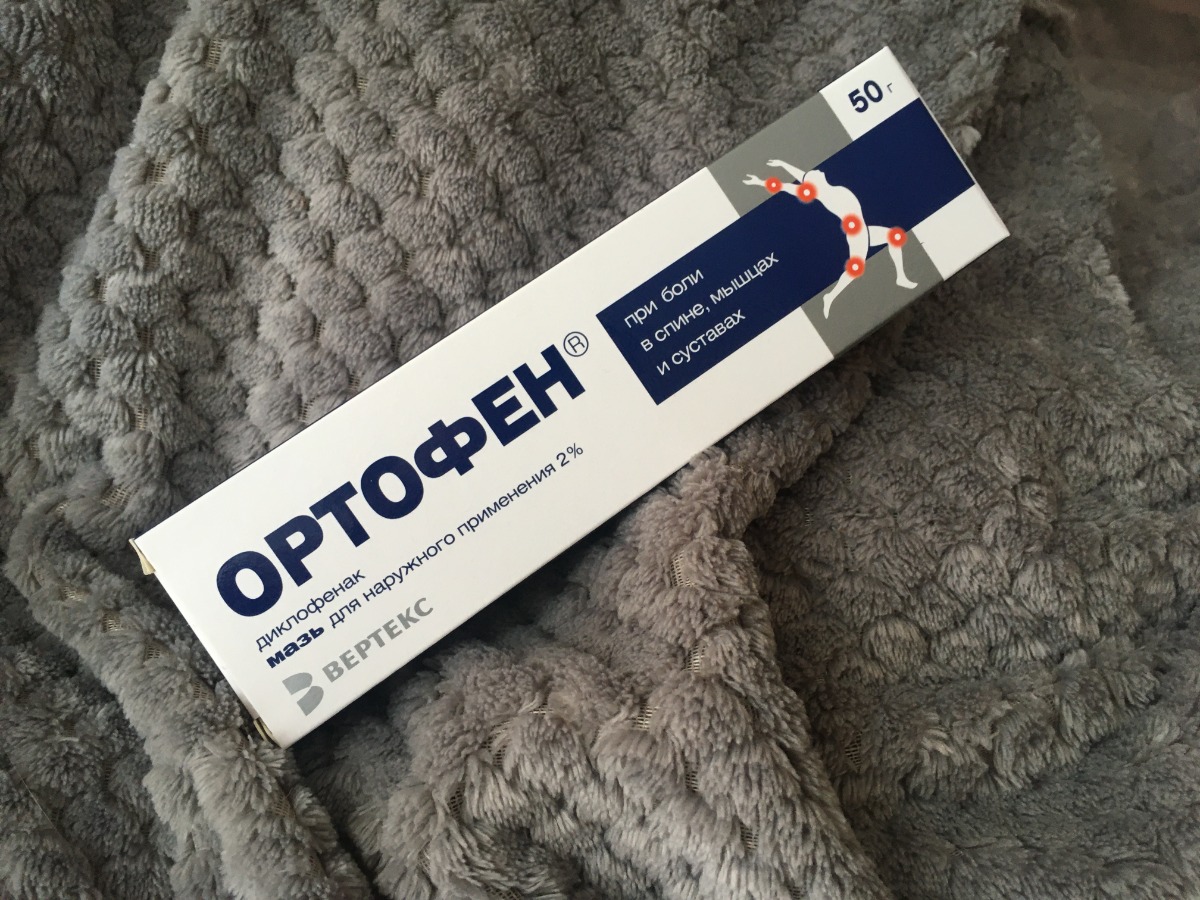 50 г
при боли
в спине, мышцах
и суставах
ОРТОФЕН®
диклофенак
мазь для наружного применения 2%
ВЕРТЕКС